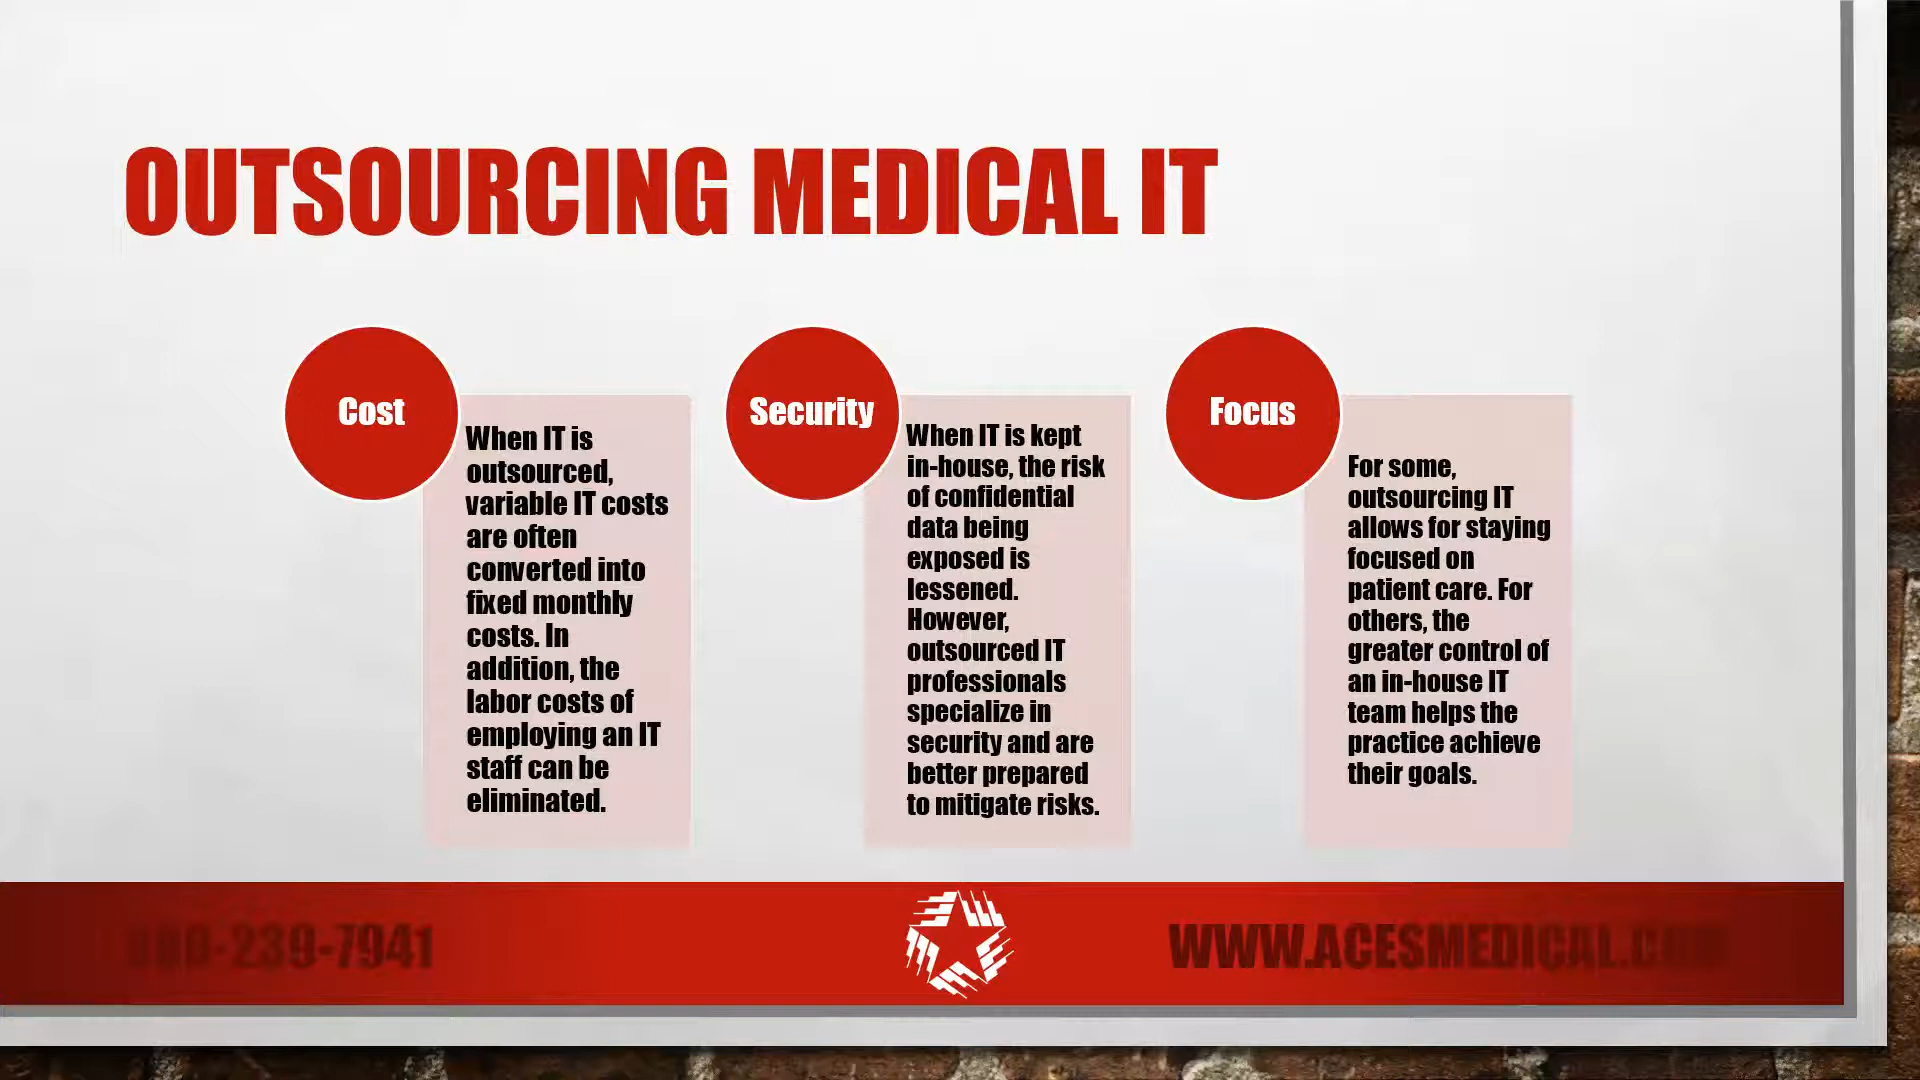 OUTSOURCING MEDICAL IT
Cost
When IT is
outsourced,
variable IT costs
are often
converted into
fixed monthly
costs. In
addition, the
labor costs of
employing an IT
staff can be
eliminated.
Security
When IT is kept
in-house, the risk
of confidential
data being
exposed is
lessened.
However,
outsourced IT
professionals
specialize in
security and are
better prepared
to mitigate risks.
Focus
For some,
outsourcing IT
allows for staying
focused on
patient care. For
others, the
greater control of
an in-house IT
team helps the
practice achieve
their goals.
WWW.ACESMEDICAL.COM